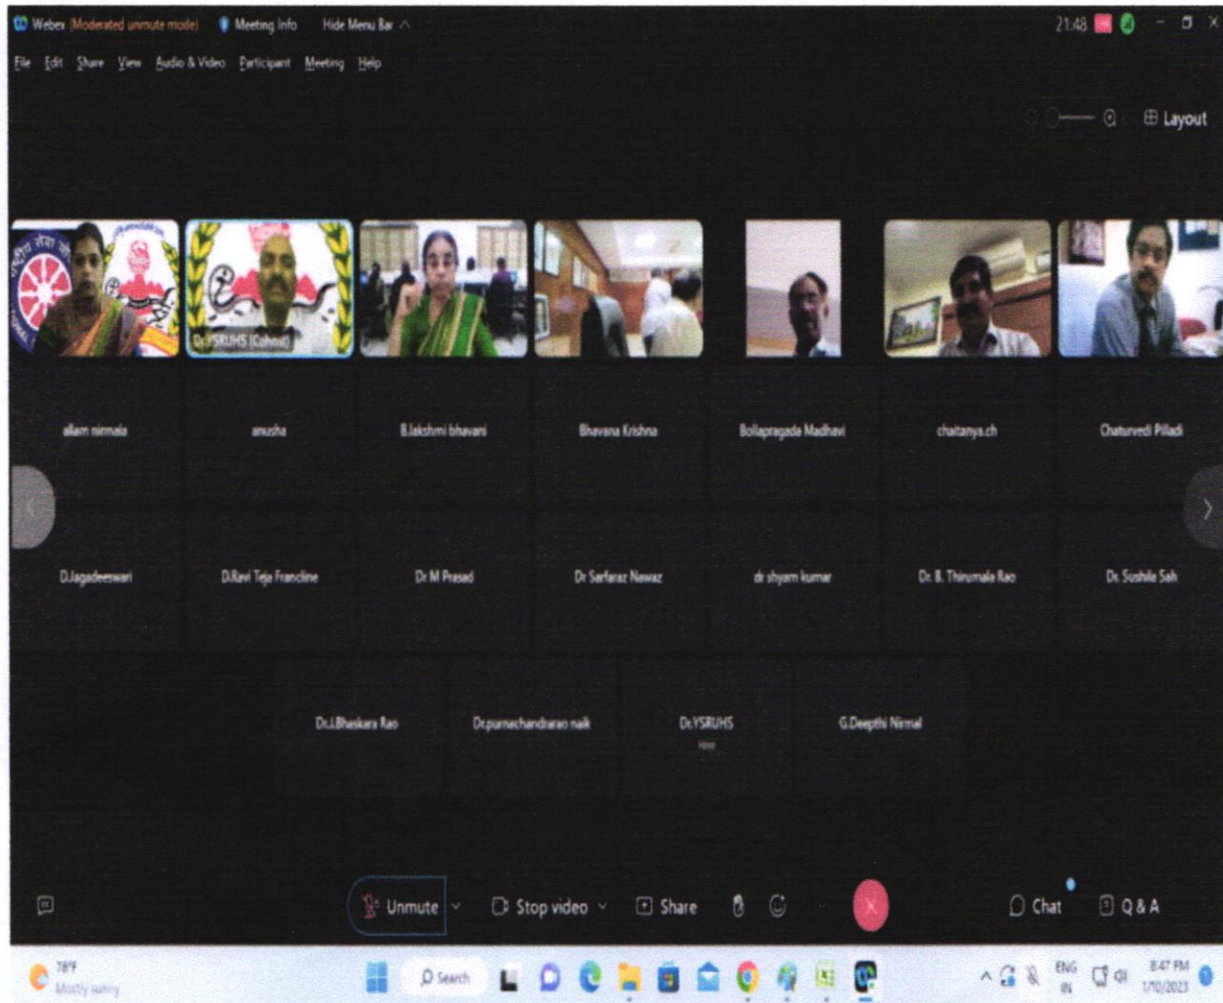 Webex (Moderated unmute mode) Meeting Info Hide Menu Bar 21:48
File Edit Share View Audio & Video Participant Meeting Help
Layout
राष्ट्रीय सेवा
Dr.YSRUHS (Cohost)
allam nirmala anusha B.lakshmi bhavani Bhavana Krishna Bollapragada Madhavi chaitanya.ch Chaturvedi Pilladi
D.Jagadeeswari D.Ravi Teja Francline Dr M Prasad Dr Sarfaraz Nawaz dr shyam kumar Dr. B. Thirumala Rao Dr. Sushila Sah
Dr.J.Bhaskara Rao Dr.purnachandrarao naik Dr.YSRUHS G.Deepthi Nirmal
Host
Unmute Stop video Share Chat Q & A
78°F
Mostly sunny
Search
ENG
IN
8:47 PM
1/10/2023